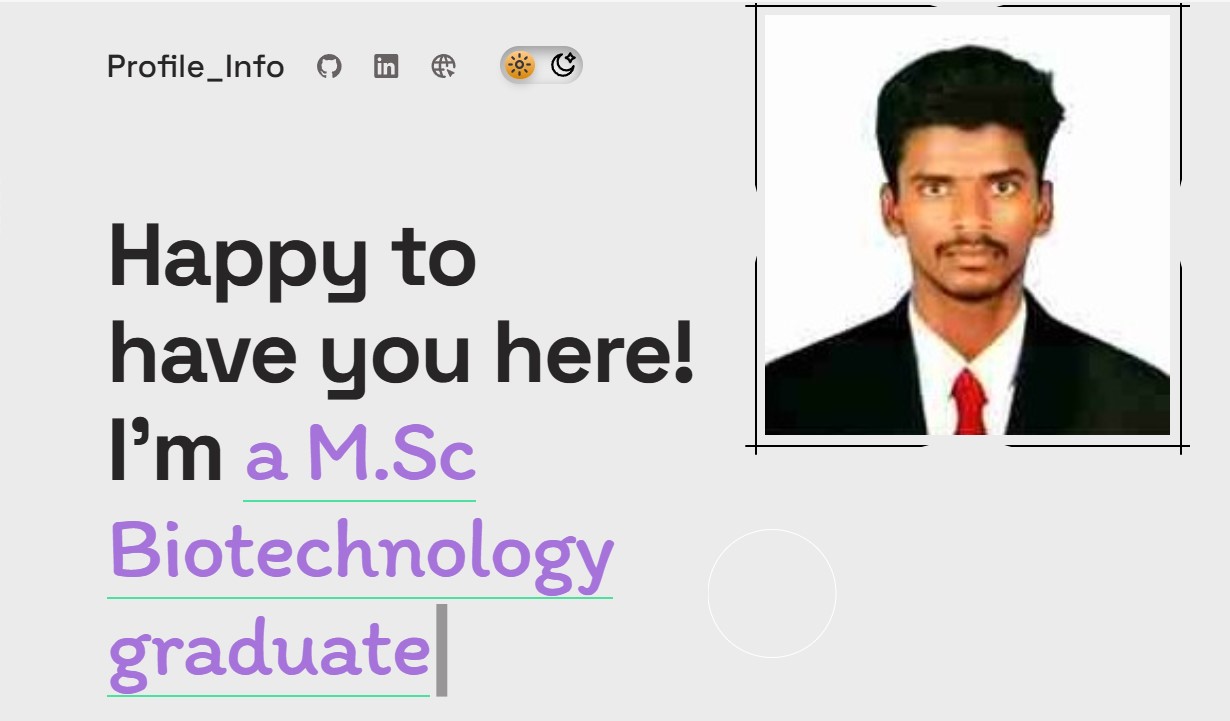 Profile_Info
Happy to
have you here!
I'm a M.Sc
Biotechnology
graduate